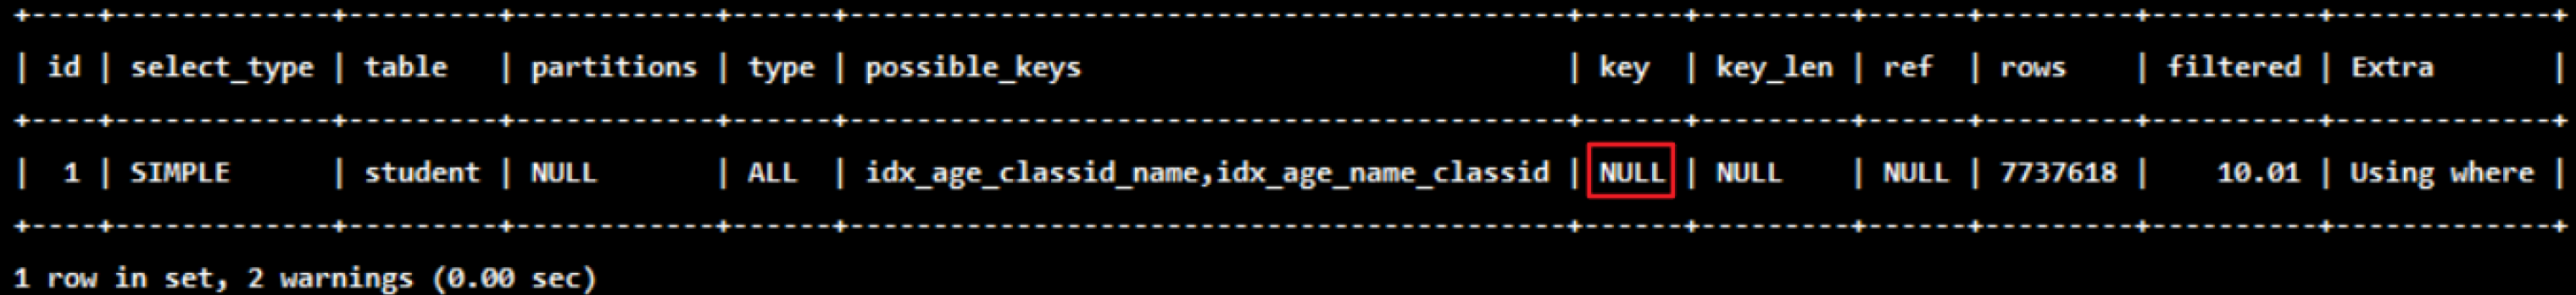 +----+-------------+---------+------------+------+-------------------------------------------+------+---------+------+---------+----------+-------------+
| id | select_type | table   | partitions | type | possible_keys                             | key  | key_len | ref  | rows    | filtered | Extra       |
+----+-------------+---------+------------+------+-------------------------------------------+------+---------+------+---------+----------+-------------+
|  1 | SIMPLE      | student | NULL       | ALL  | idx_age_classid_name,idx_age_name_classid | NULL | NULL    | NULL | 7737618 |    10.01 | Using where |
+----+-------------+---------+------------+------+-------------------------------------------+------+---------+------+---------+----------+-------------+
1 row in set, 2 warnings (0.00 sec)